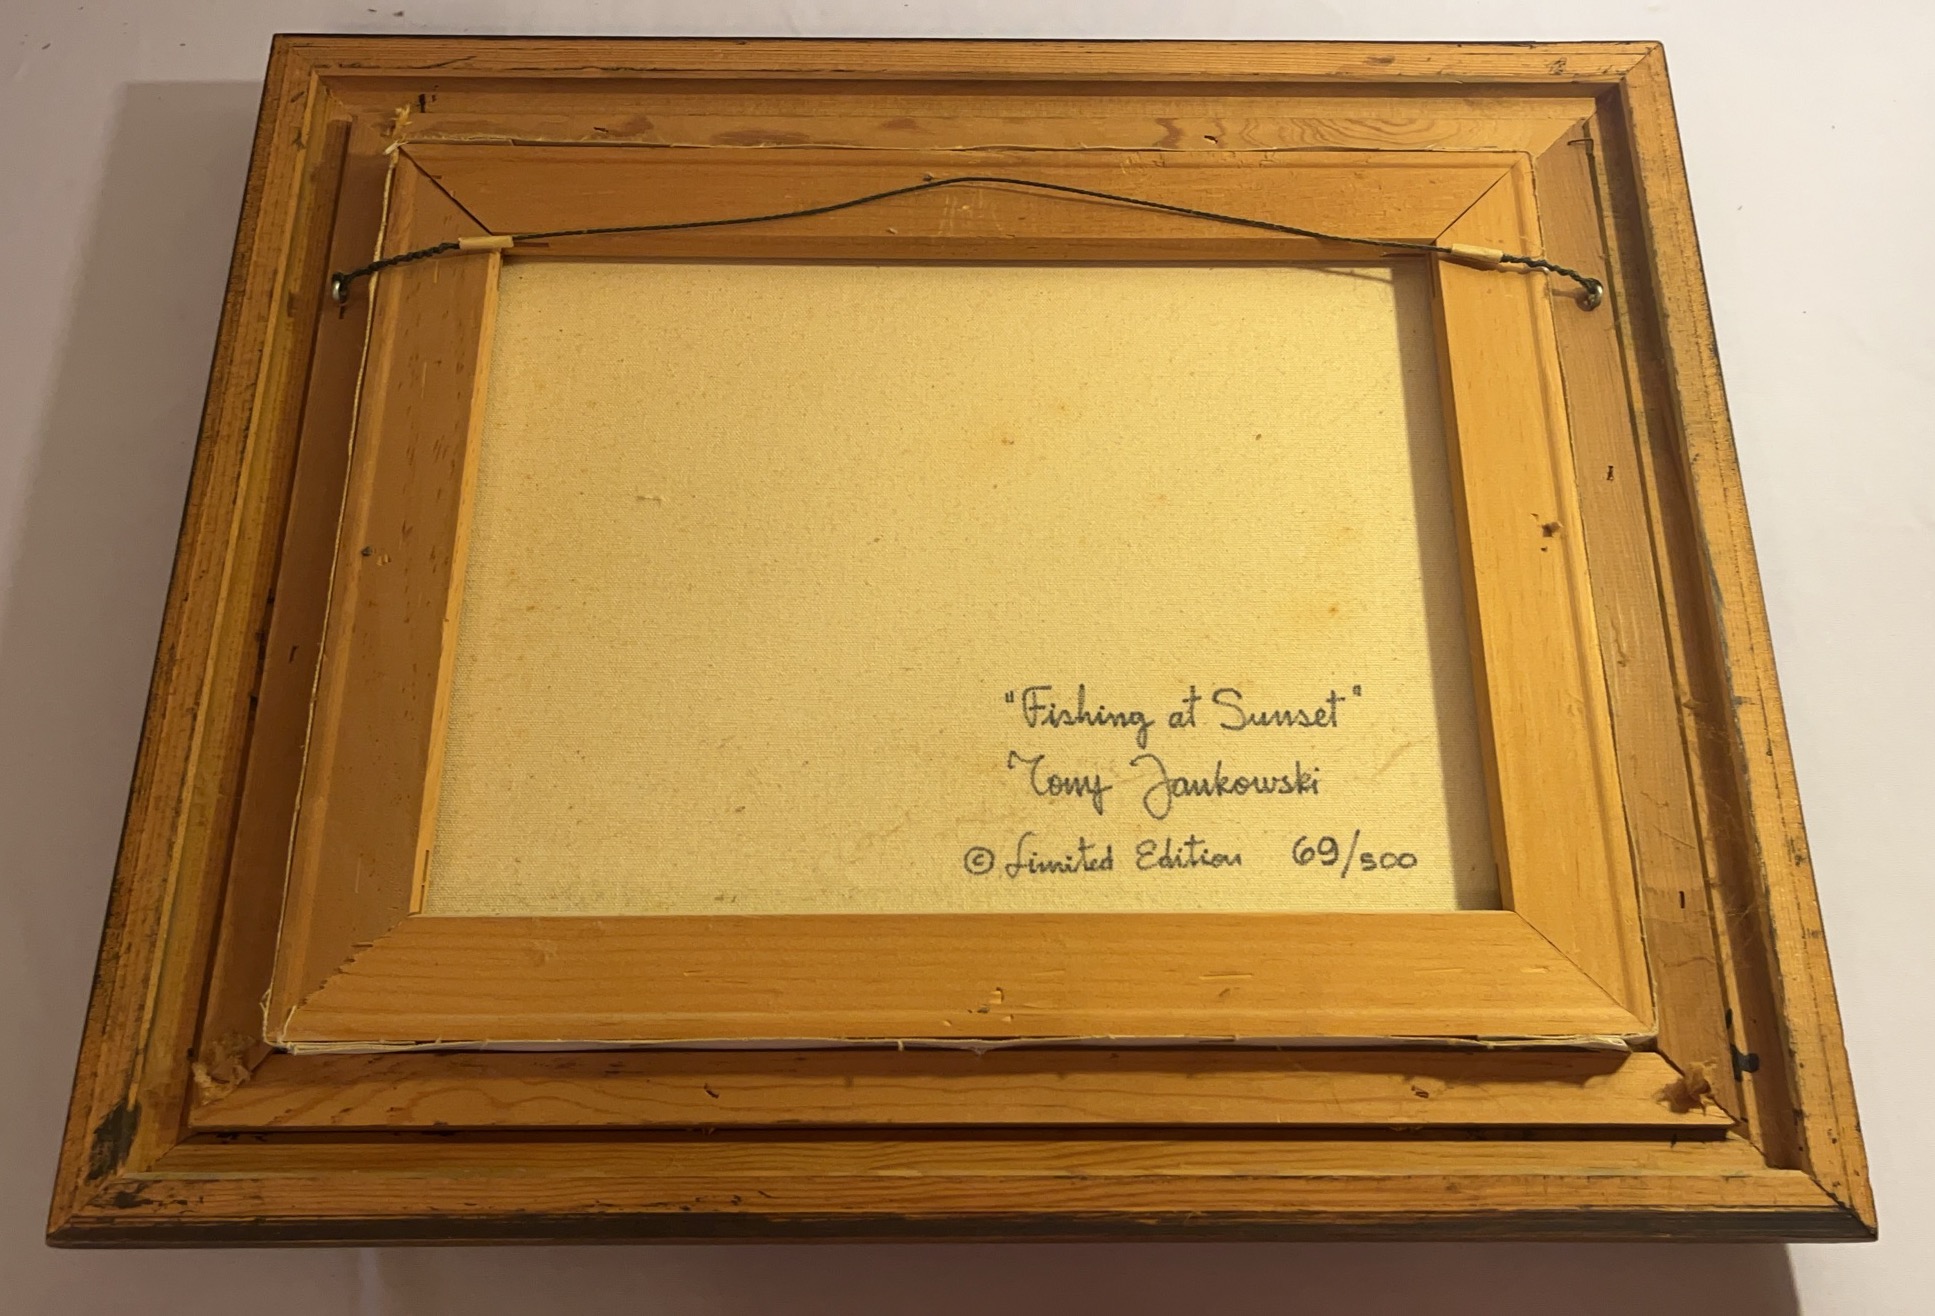 "Fishing at Sunset"
Tony Jankowski
© Limited Edition 69/500